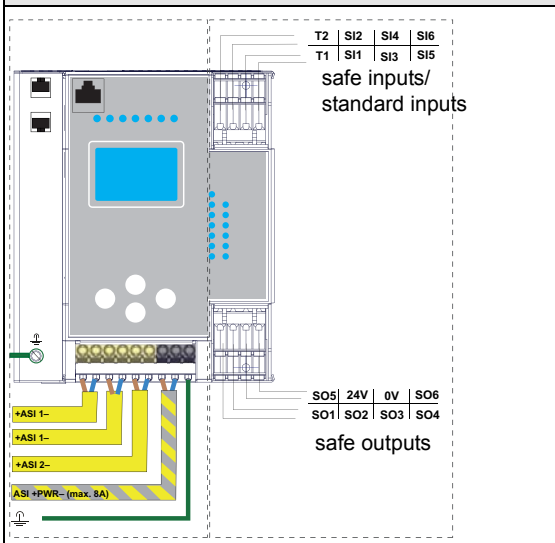 T2 SI2 SI4 SI6
T1 SI1 SI3 SI5
safe inputs/
standard inputs
SO5 24V 0V SO6
SO1 SO2 SO3 SO4
safe outputs
+ASI 1–
+ASI 1–
+ASI 2–
ASI +PWR– (max. 8A)